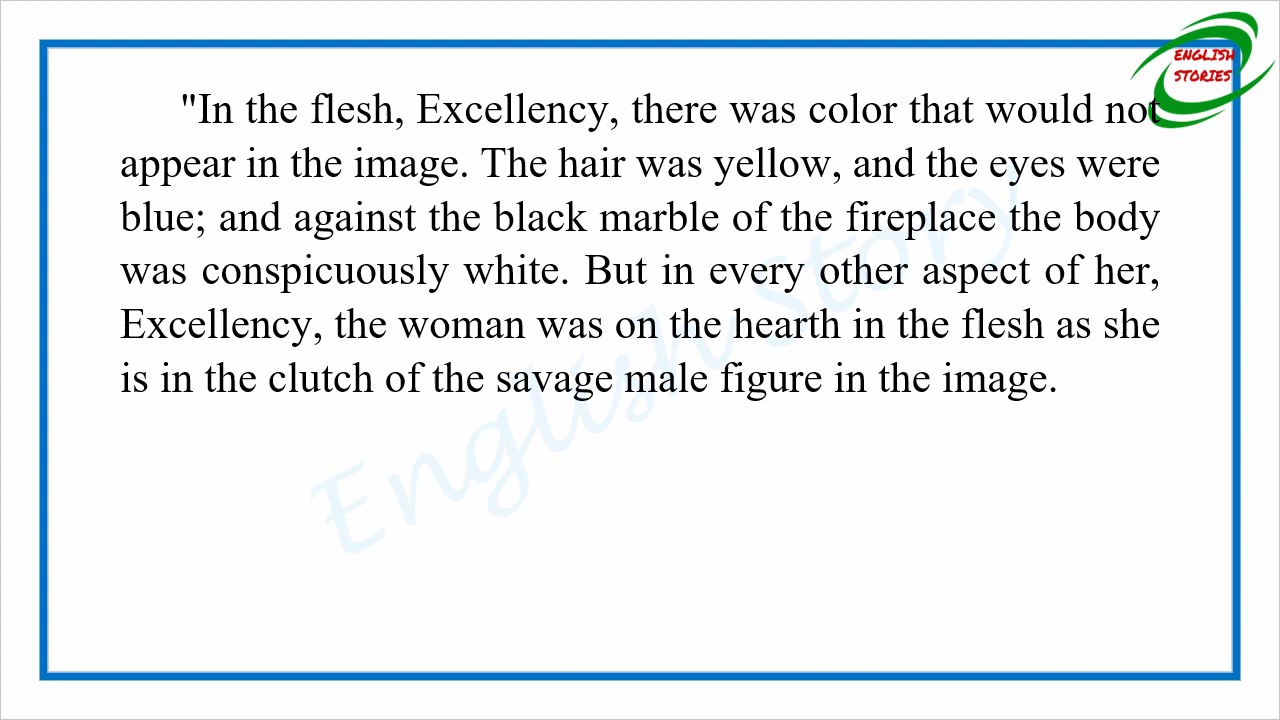 ENGLISH
STORIES
"In the flesh, Excellency, there was color that would not
appear in the image. The hair was yellow, and the eyes were
blue; and against the black marble of the fireplace the body
was conspicuously white. But in every other aspect of her,
Excellency, the woman was on the hearth in the flesh as she
is in the clutch of the savage male figure in the image.
English Story